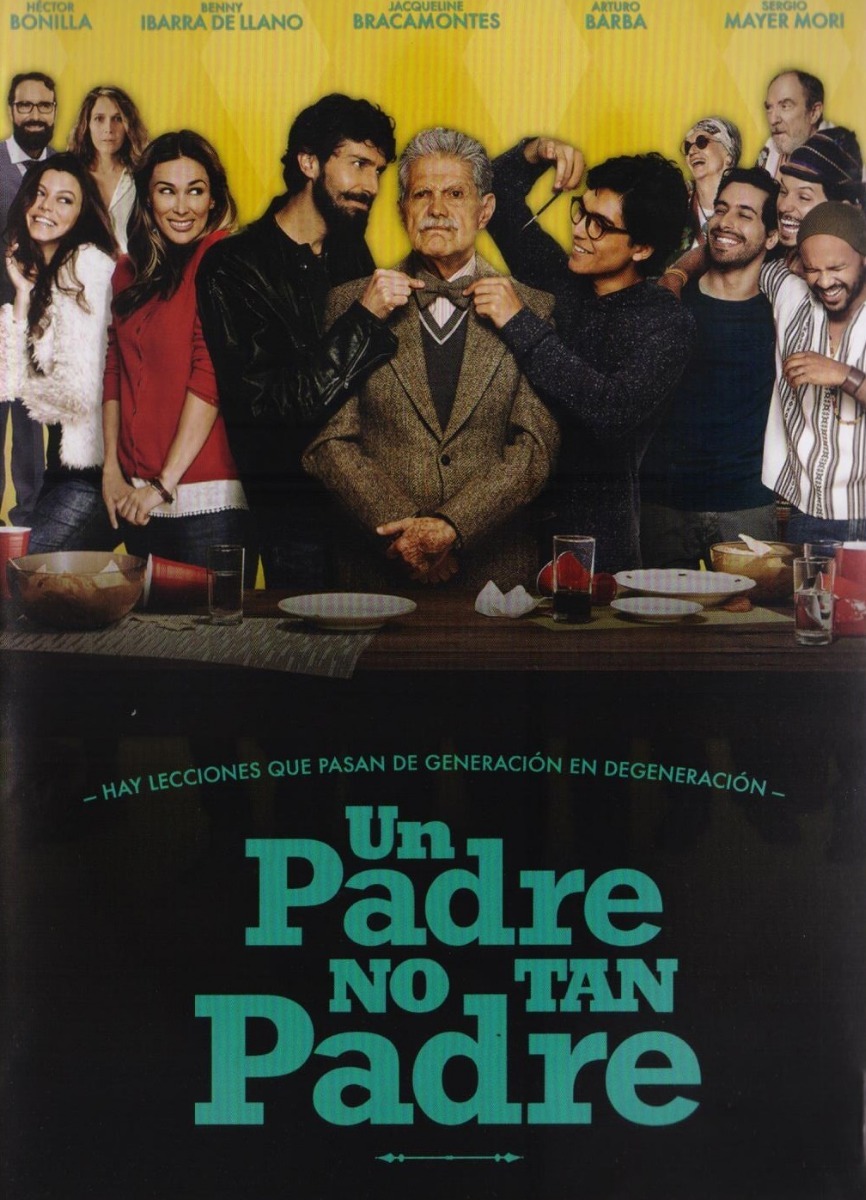 HÉCTOR
BONILLA
BENNY
IBARRA DE LLANO
JACQUELINE
BRACAMONTES
ARTURO
BARBA
SERGIO
MAYER MORI
– HAY LECCIONES QUE PASAN DE GENERACIÓN EN DEGENERACIÓN –
Un
Padre
NO TAN
Padre